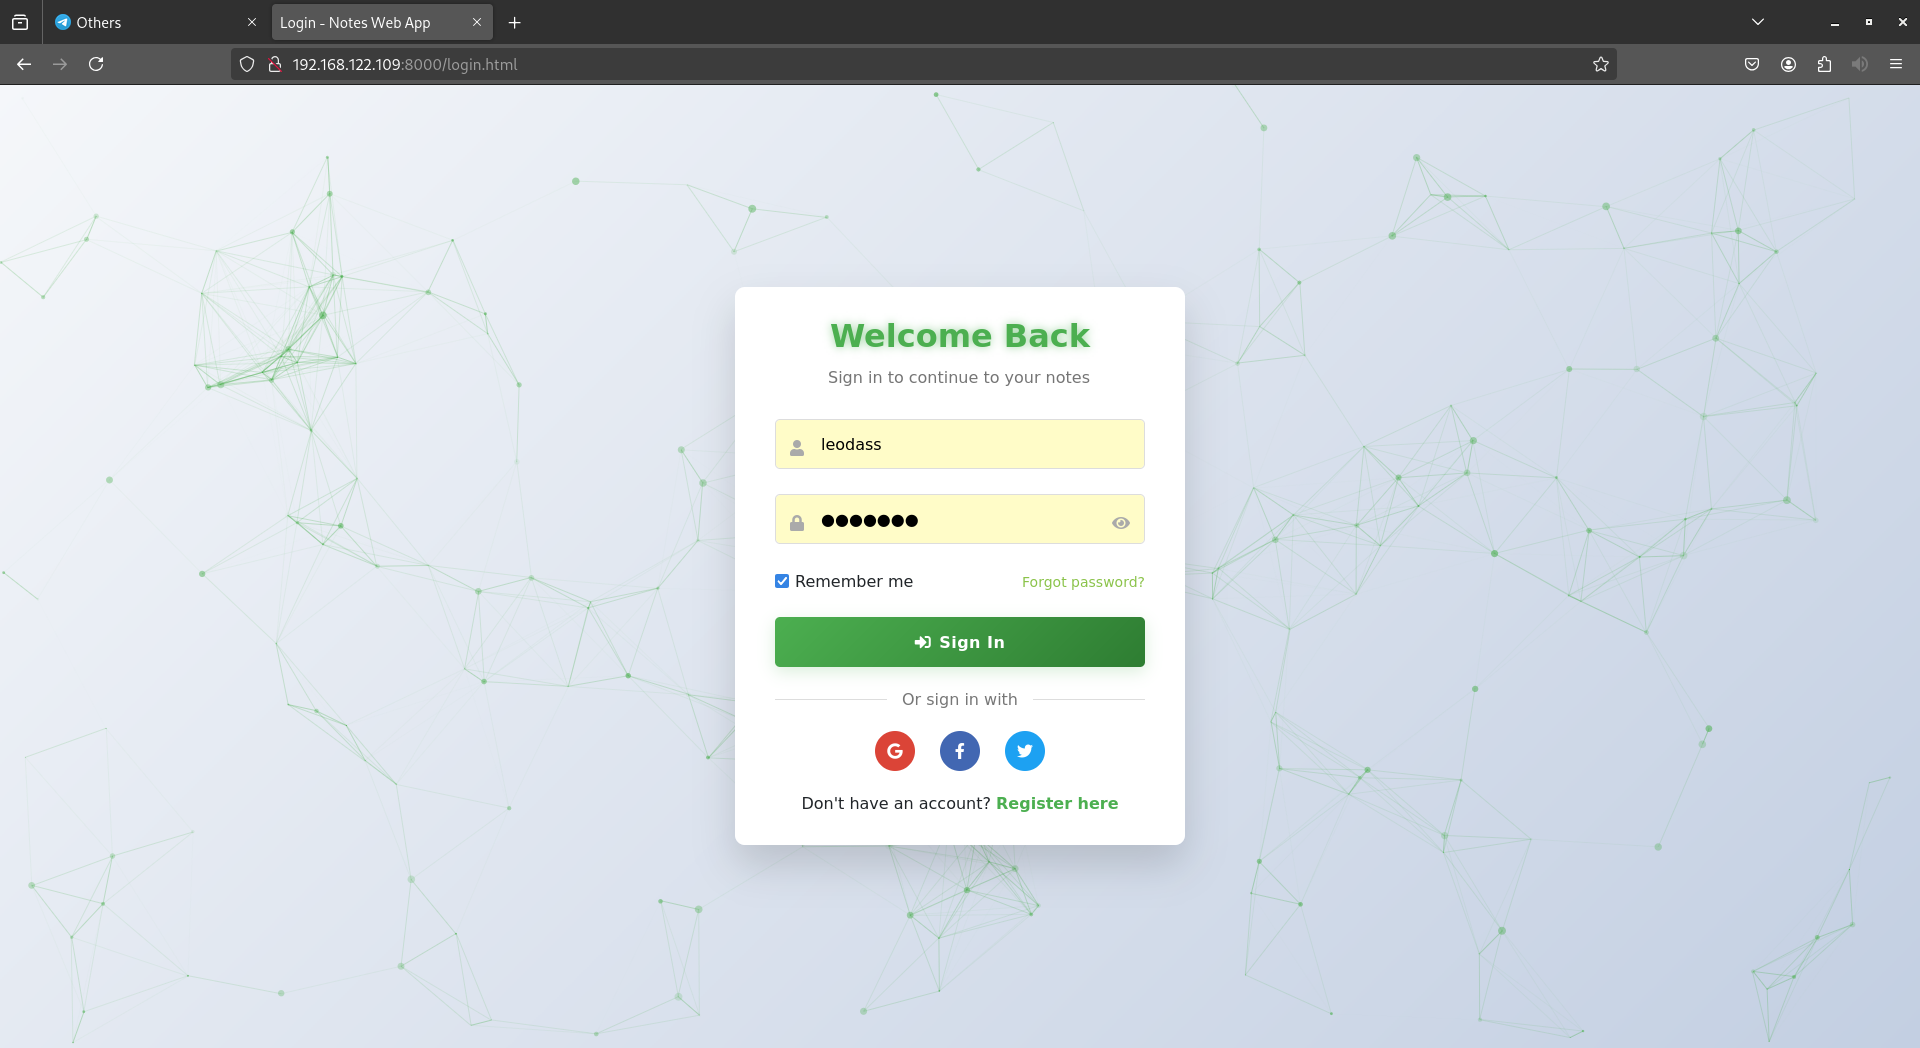 Others
Login - Notes Web App
192.168.122.109:8000/login.html
Welcome Back
Sign in to continue to your notes
leodass
●●●●●●●
Remember me
Forgot password?
Sign In
Or sign in with
Don't have an account? Register here